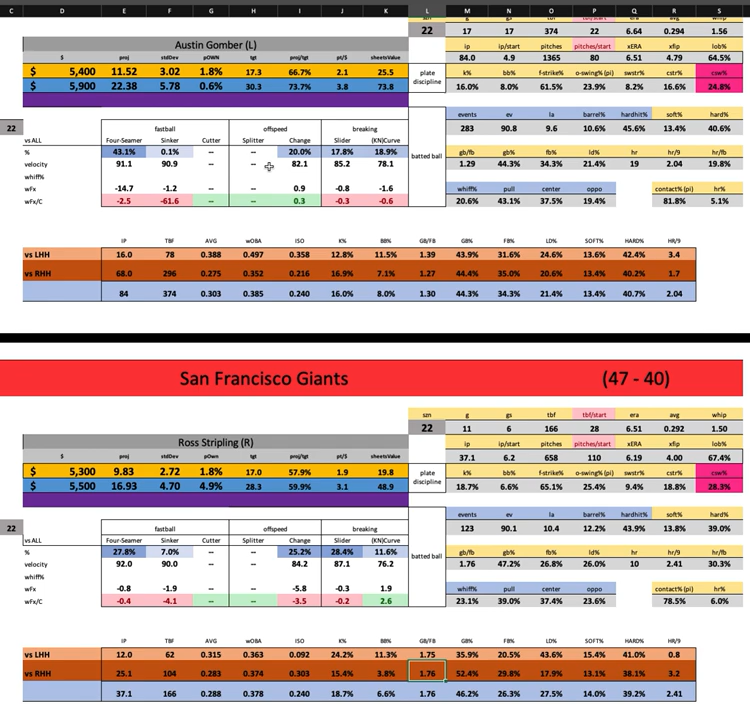 C D E F G H I J K L M N O P Q R S
szn g gs tbf tbf/start era avg whip
22 17 17 374 22 6.64 0.294 1.56
ip ip/start pitches pitches/start xERA xfip lob%
Austin Gomber (L)
84.0 4.9 1365 80 6.51 4.79 64.5%
$ proj stdDev pOWN tgt proj/tgt pt/$ sheetsValue
$ 5,400 11.52 3.02 1.8% 17.3 66.7% 2.1 25.5
plate discipline k% bb% f-strike% o-swing% (pi) swstr% cstr% csw%
$ 5,900 22.38 5.78 0.6% 30.3 73.7% 3.8 73.8
16.0% 8.0% 61.5% 23.9% 8.2% 16.6% 24.8%
events ev la barrel% hardhit% soft% hard%
22 fastball offspeed breaking
283 90.8 9.6 10.6% 45.6% 13.4% 40.6%
vs ALL Four-Seamer Sinker Cutter Splitter Change Slider (KN)Curve
% 43.1% 0.1% -- -- 20.0% 17.8% 18.9%
batted ball gb/fb gb% fb% ld% hr hr/9 hr/fb
velocity 91.1 90.9 -- -- 82.1 85.2 78.1
1.29 44.3% 34.3% 21.4% 19 2.04 19.8%
whiff%
wFx -14.7 -1.2 0.9 -0.8 -1.6
whiff% pull center oppo contact% (pi) hr%
wFx/C -2.5 -61.6 -- -- 0.3 -0.3 -0.6
20.6% 43.1% 37.5% 19.4% 81.8% 5.1%
IP TBF AVG wOBA ISO K% BB% GB/FB GB% FB% LD% SOFT% HARD% HR/9
vs LHH 16.0 78 0.388 0.497 0.358 12.8% 11.5% 1.39 43.9% 31.6% 24.6% 13.6% 42.4% 3.4
vs RHH 68.0 296 0.275 0.352 0.216 16.9% 7.1% 1.27 44.4% 35.0% 20.6% 13.4% 40.2% 1.7
84 374 0.303 0.385 0.240 16.0% 8.0% 1.30 44.3% 34.3% 21.4% 13.4% 40.7% 2.04
San Francisco Giants (47 - 40)
szn g gs tbf tbf/start era avg whip
22 11 6 166 28 6.51 0.292 1.50
Ross Stripling (R)
ip ip/start pitches pitches/start xERA xfip lob%
$ proj stdDev pOwn tgt proj/tgt pt/$ sheetsValue
37.1 6.2 658 110 6.19 4.00 67.4%
$ 5,300 9.83 2.72 1.8% 17.0 57.9% 1.9 19.8
plate discipline k% bb% f-strike% o-swing% (pi) swstr% cstr% csw%
$ 5,500 16.93 4.70 4.9% 28.3 59.9% 3.1 48.9
18.7% 6.6% 65.1% 25.4% 9.4% 18.8% 28.3%
events ev la barrel% hardhit% soft% hard%
22 fastball offspeed breaking
123 90.1 10.4 12.2% 43.9% 13.8% 39.0%
vs ALL Four-Seamer Sinker Cutter Splitter Change Slider (KN)Curve
% 27.8% 7.0% -- -- 25.2% 28.4% 11.6%
batted ball gb/fb gb% fb% ld% hr hr/9 hr/fb
velocity 92.0 90.0 -- -- 84.2 87.1 76.2
1.76 47.2% 26.8% 26.0% 10 2.41 30.3%
whiff%
wFx -0.8 -1.9 -5.8 -0.3 1.9
whiff% pull center oppo contact% (pi) hr%
wFx/C -0.4 -4.1 -- -- -3.5 -0.2 2.6
23.1% 39.0% 37.4% 23.6% 78.5% 6.0%
IP TBF AVG wOBA ISO K% BB% GB/FB GB% FB% LD% SOFT% HARD% HR/9
vs LHH 12.0 62 0.315 0.363 0.092 24.2% 11.3% 1.75 35.9% 20.5% 43.6% 15.4% 41.0% 0.8
vs RHH 25.1 104 0.283 0.374 0.303 15.4% 3.8% 1.76 52.4% 29.8% 17.9% 13.1% 38.1% 3.2
37.1 166 0.288 0.378 0.240 18.7% 6.6% 1.76 46.2% 26.3% 27.5% 14.0% 39.2% 2.41